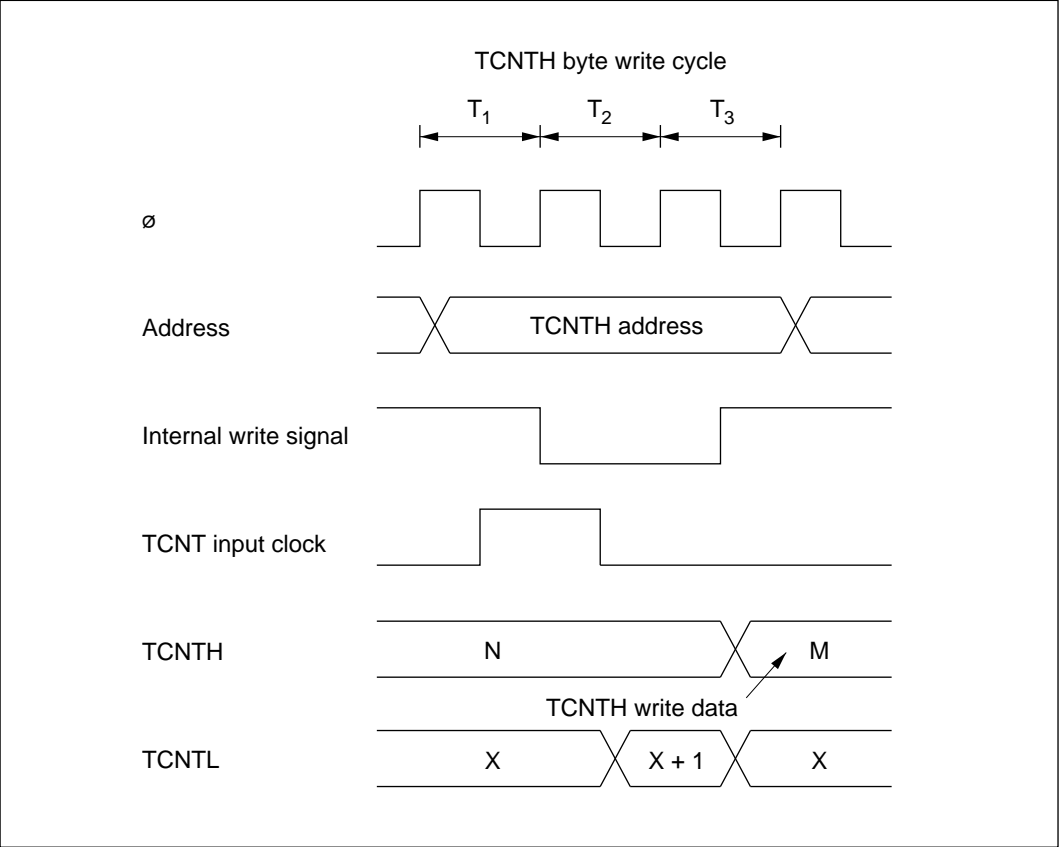 TCNTH byte write cycle
T1 T2 T3
ø
Address TCNTH address
Internal write signal
TCNT input clock
TCNTH N M
TCNTH write data
TCNTL X X + 1 X